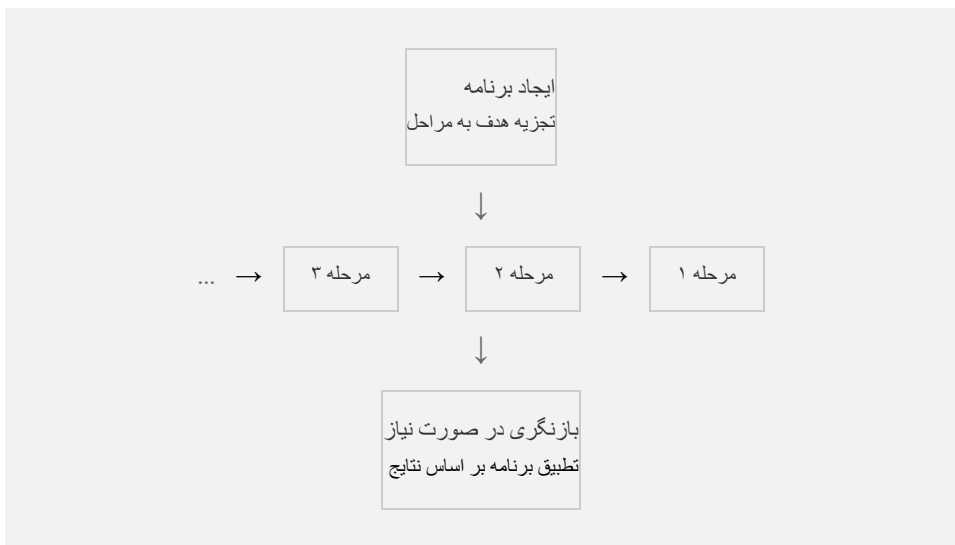 ایجاد برنامه
تجزیه هدف به مراحل
↓
مرحله ۱ → مرحله ۲ → مرحله ۳ → ...
↓
بازنگری در صورت نیاز
تطبیق برنامه بر اساس نتایج